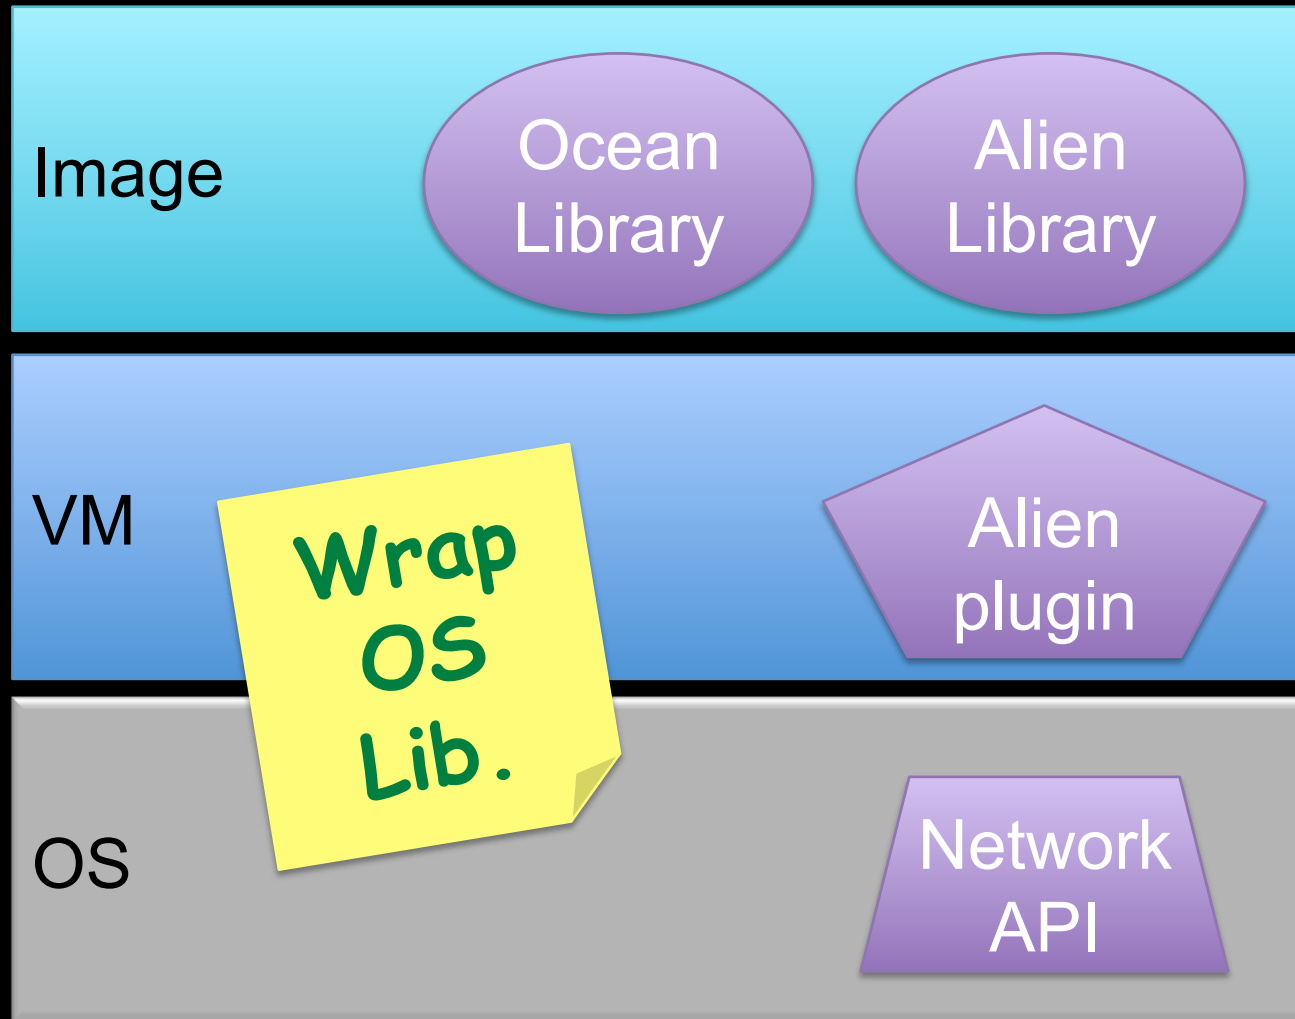 Image
Ocean
Library
Alien
Library
VM
Wrap
OS
Lib.
Alien
plugin
OS
Network
API